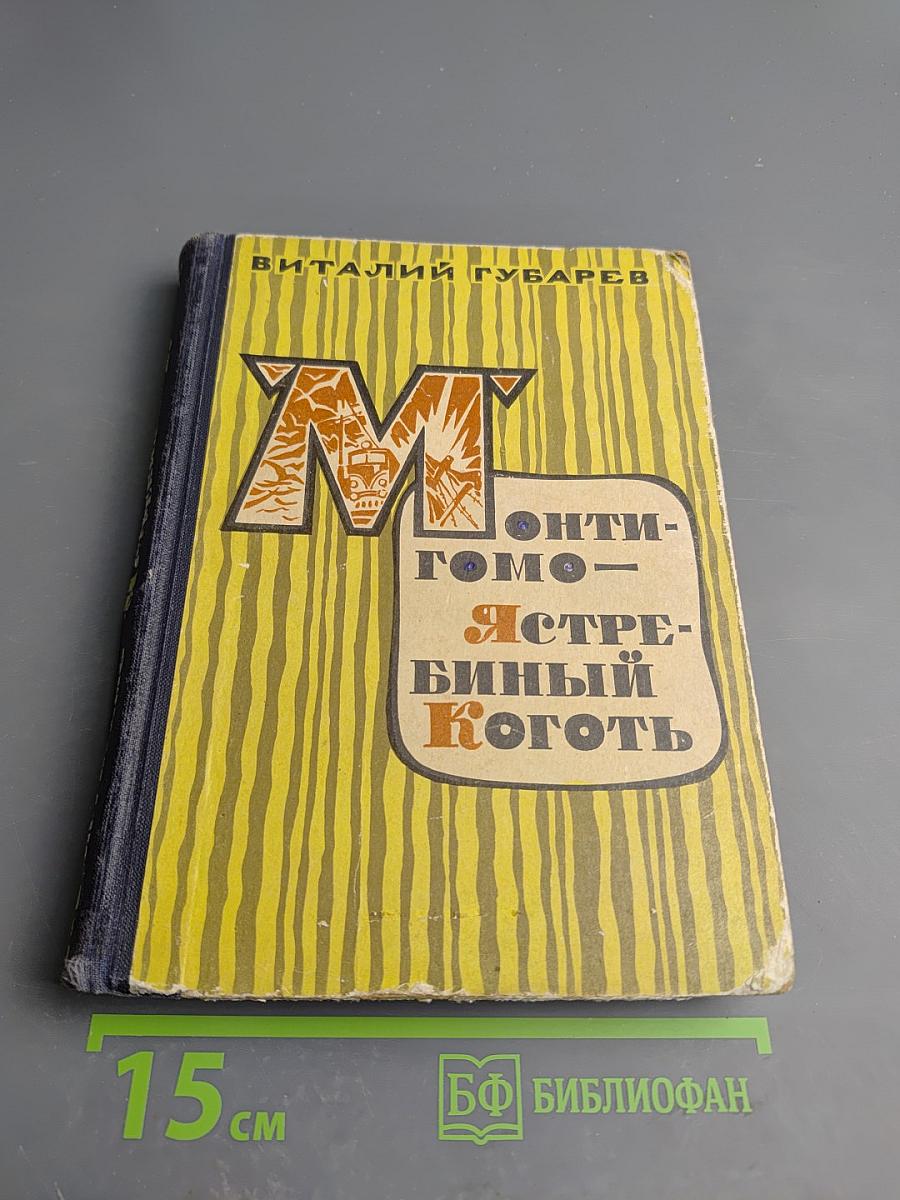 ВИТАЛИЙ ГУБАРЕВ
МОНТИ-
ГОМО—
ЯСТРЕ-
БИНЫЙ
КОГОТЬ
15 см
БФ БИБЛИОФАН